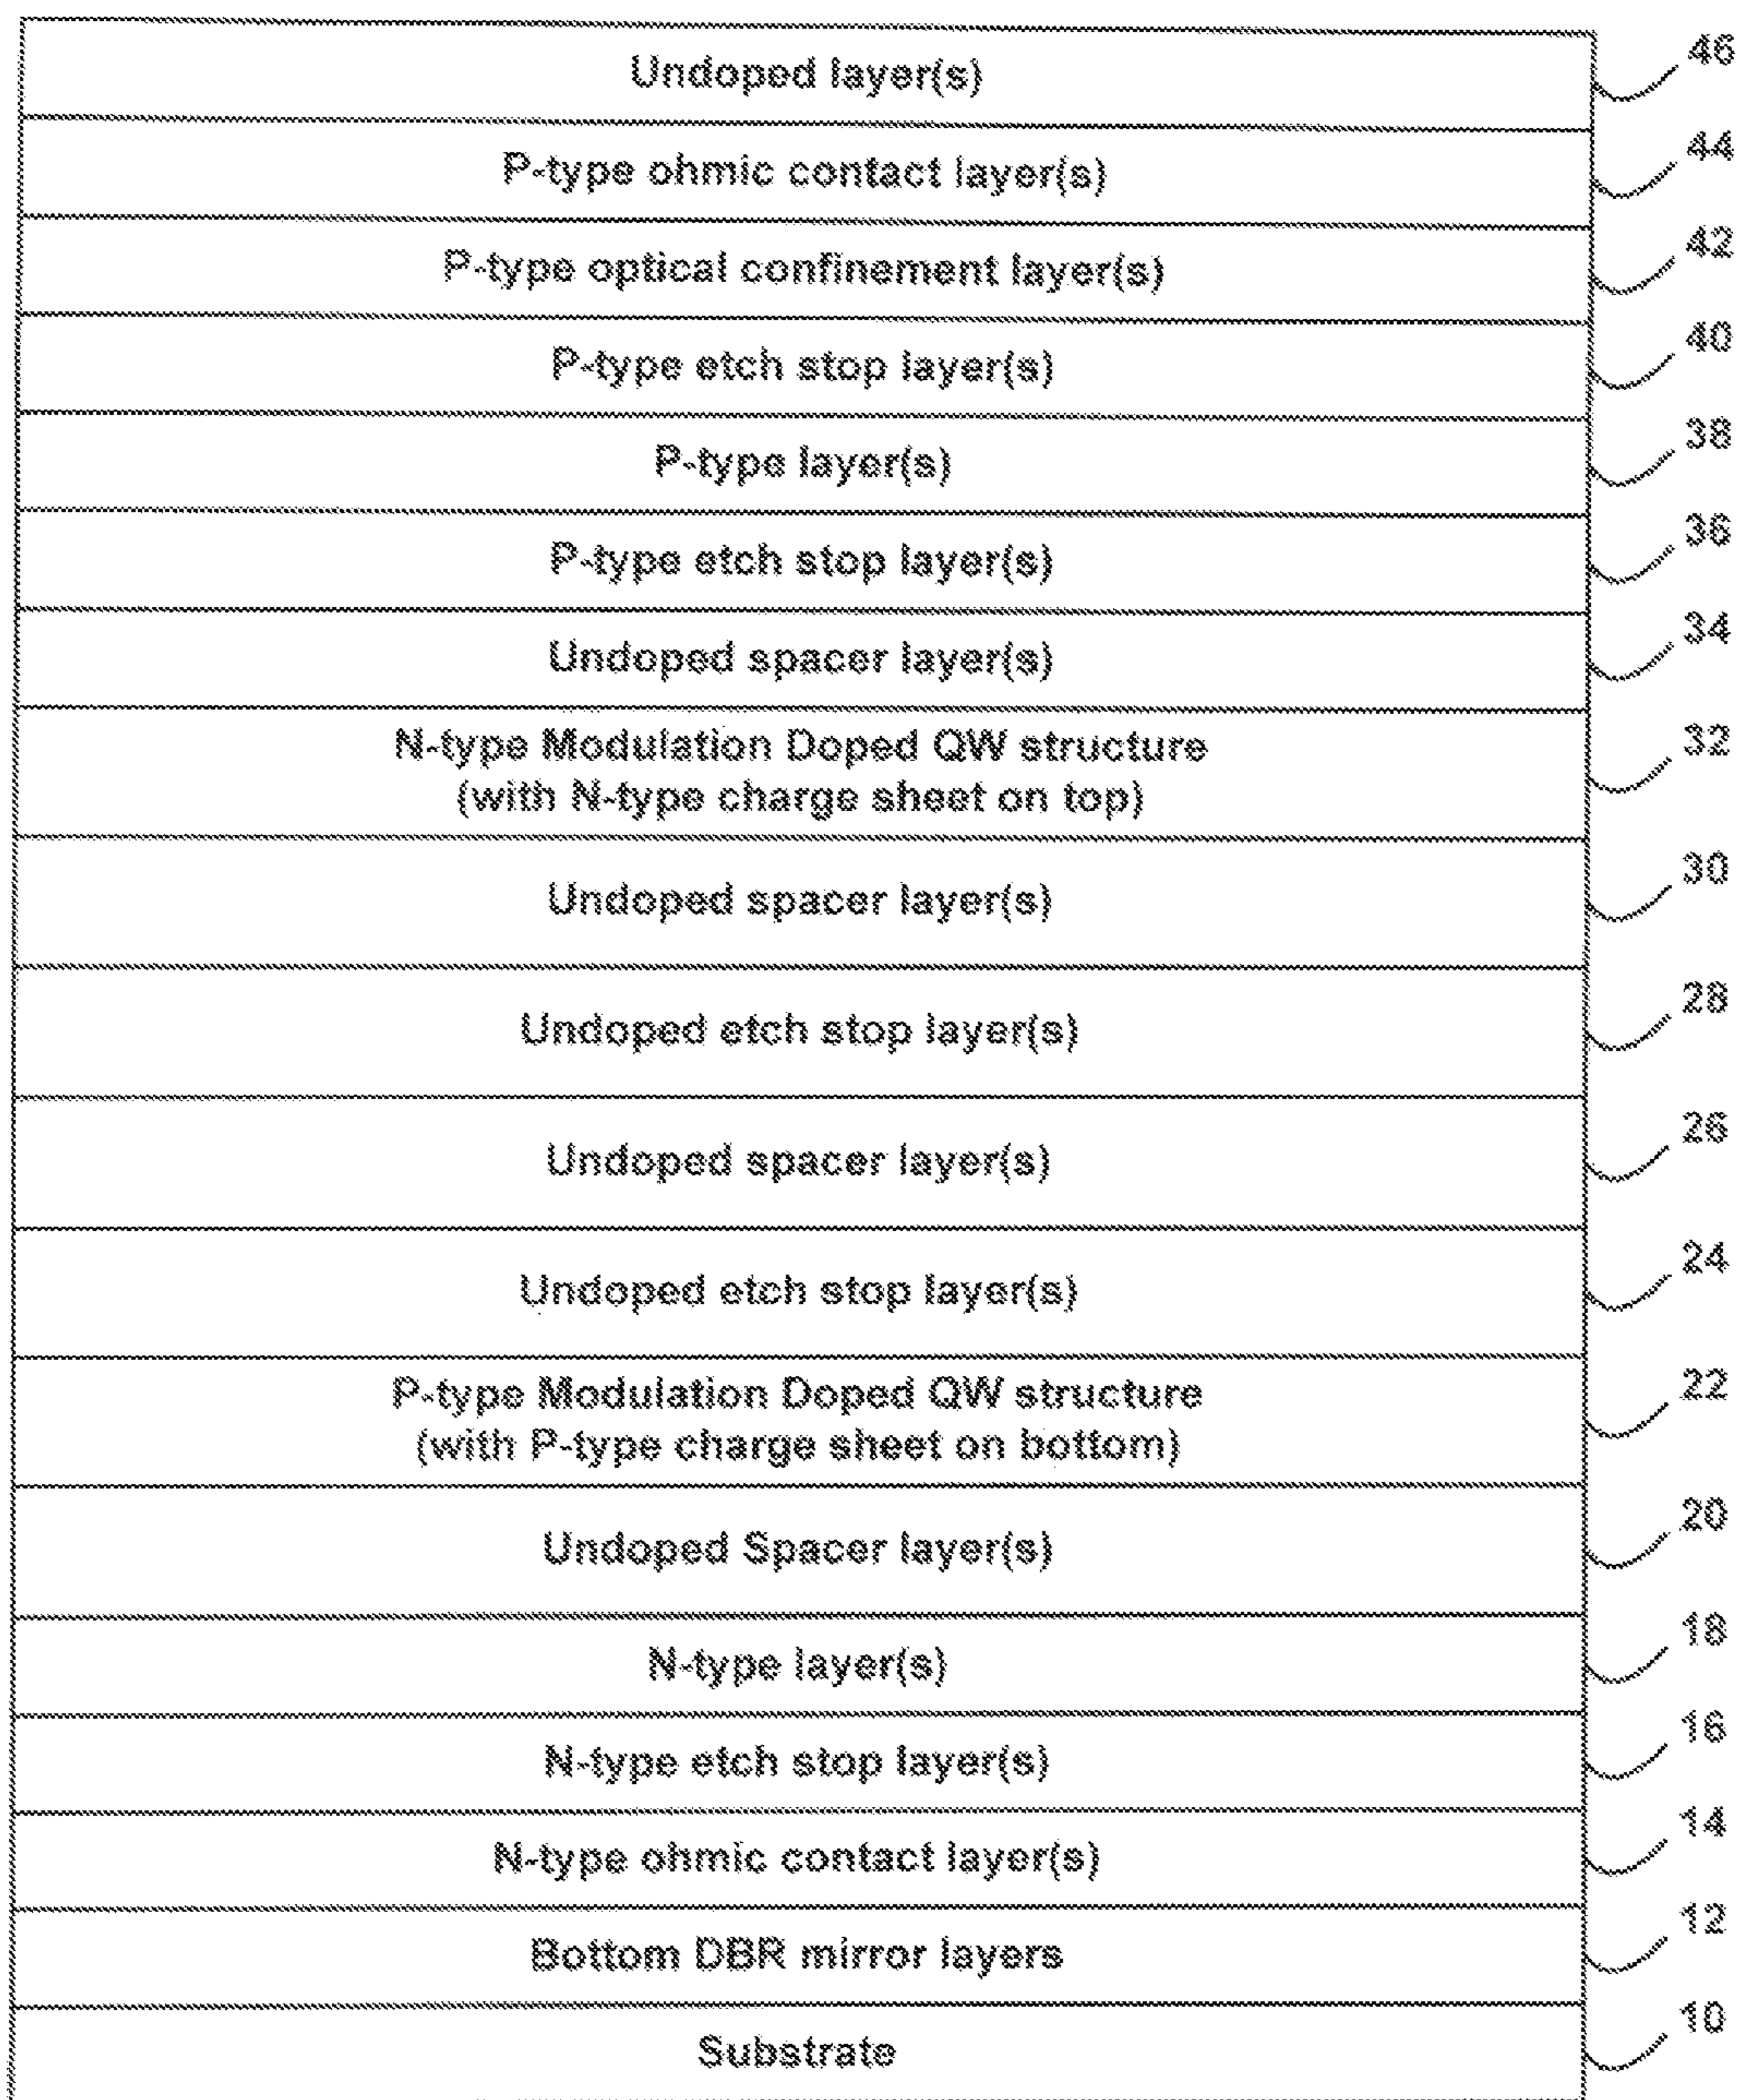 Undoped layer(s) 46
P-type ohmic contact layer(s) 44
P-type optical confinement layer(s) 42
P-type etch stop layer(s) 40
P-type layer(s) 38
P-type etch stop layer(s) 36
Undoped spacer layer(s) 34
N-type Modulation Doped QW structure 32
(with N-type charge sheet on top)
Undoped spacer layer(s) 30
Undoped etch stop layer(s) 28
Undoped spacer layer(s) 26
Undoped etch stop layer(s) 24
P-type Modulation Doped QW structure 22
(with P-type charge sheet on bottom)
Undoped Spacer layer(s) 20
N-type layer(s) 18
N-type etch stop layer(s) 16
N-type ohmic contact layer(s) 14
Bottom DBR mirror layers 12
Substrate 10